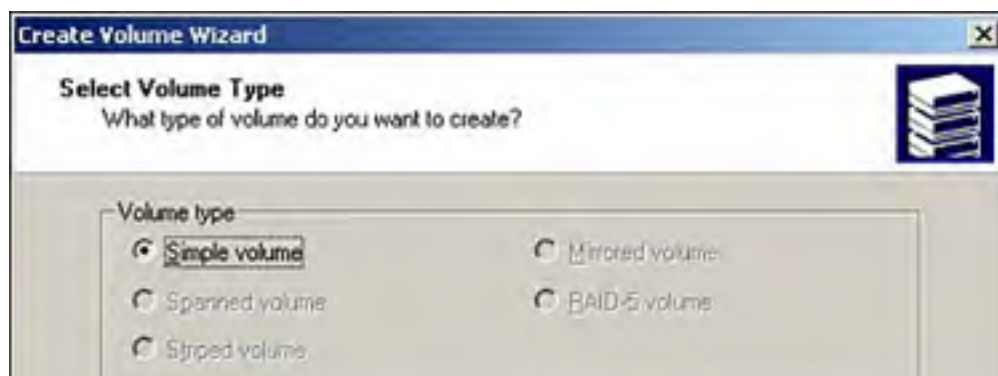 Create Volume Wizard
Select Volume Type
What type of volume do you want to create?
Volume type
Simple volume
Mirrored volume
Spanned volume
RAID-5 volume
Striped volume